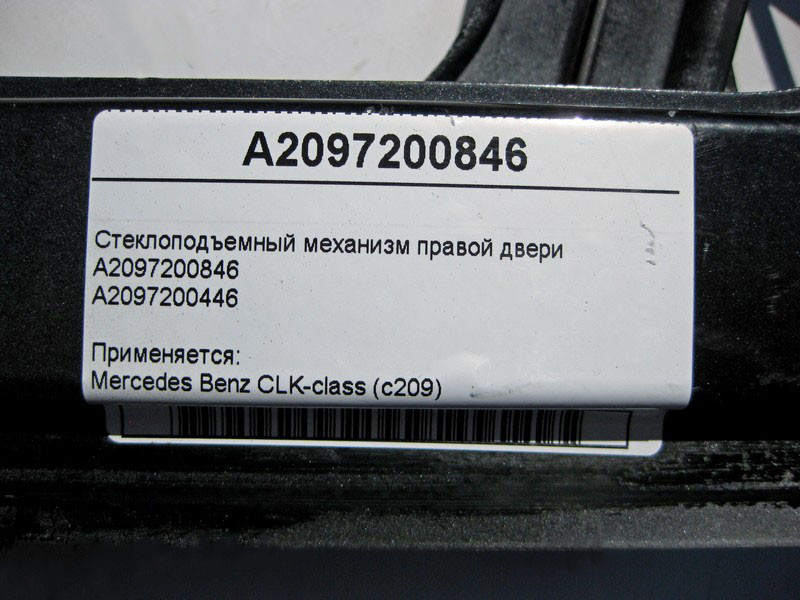 A2097200846
Стеклоподъемный механизм правой двери
A2097200846
A2097200446
Применяется:
Mercedes Benz CLK-class (c209)